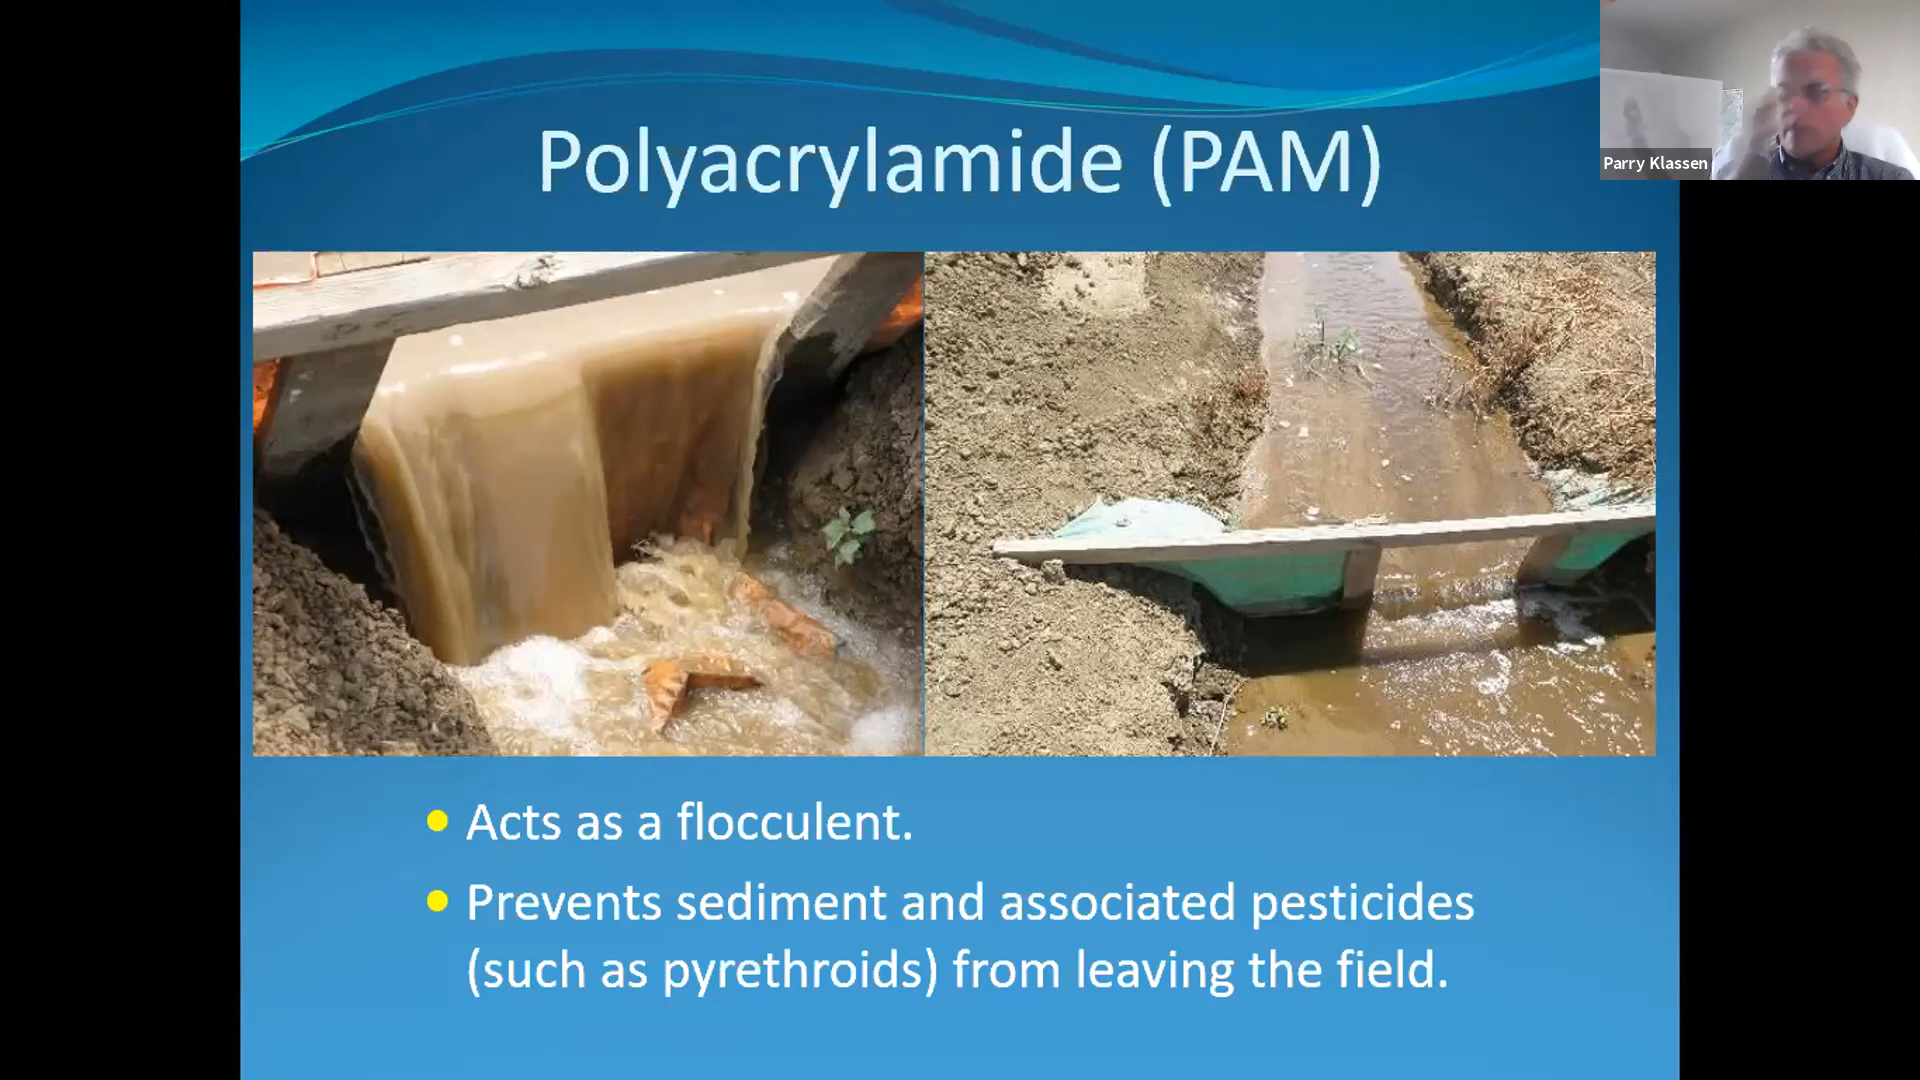 Polyacrylamide (PAM)
Parry Klassen
Acts as a flocculent.
Prevents sediment and associated pesticides
(such as pyrethroids) from leaving the field.